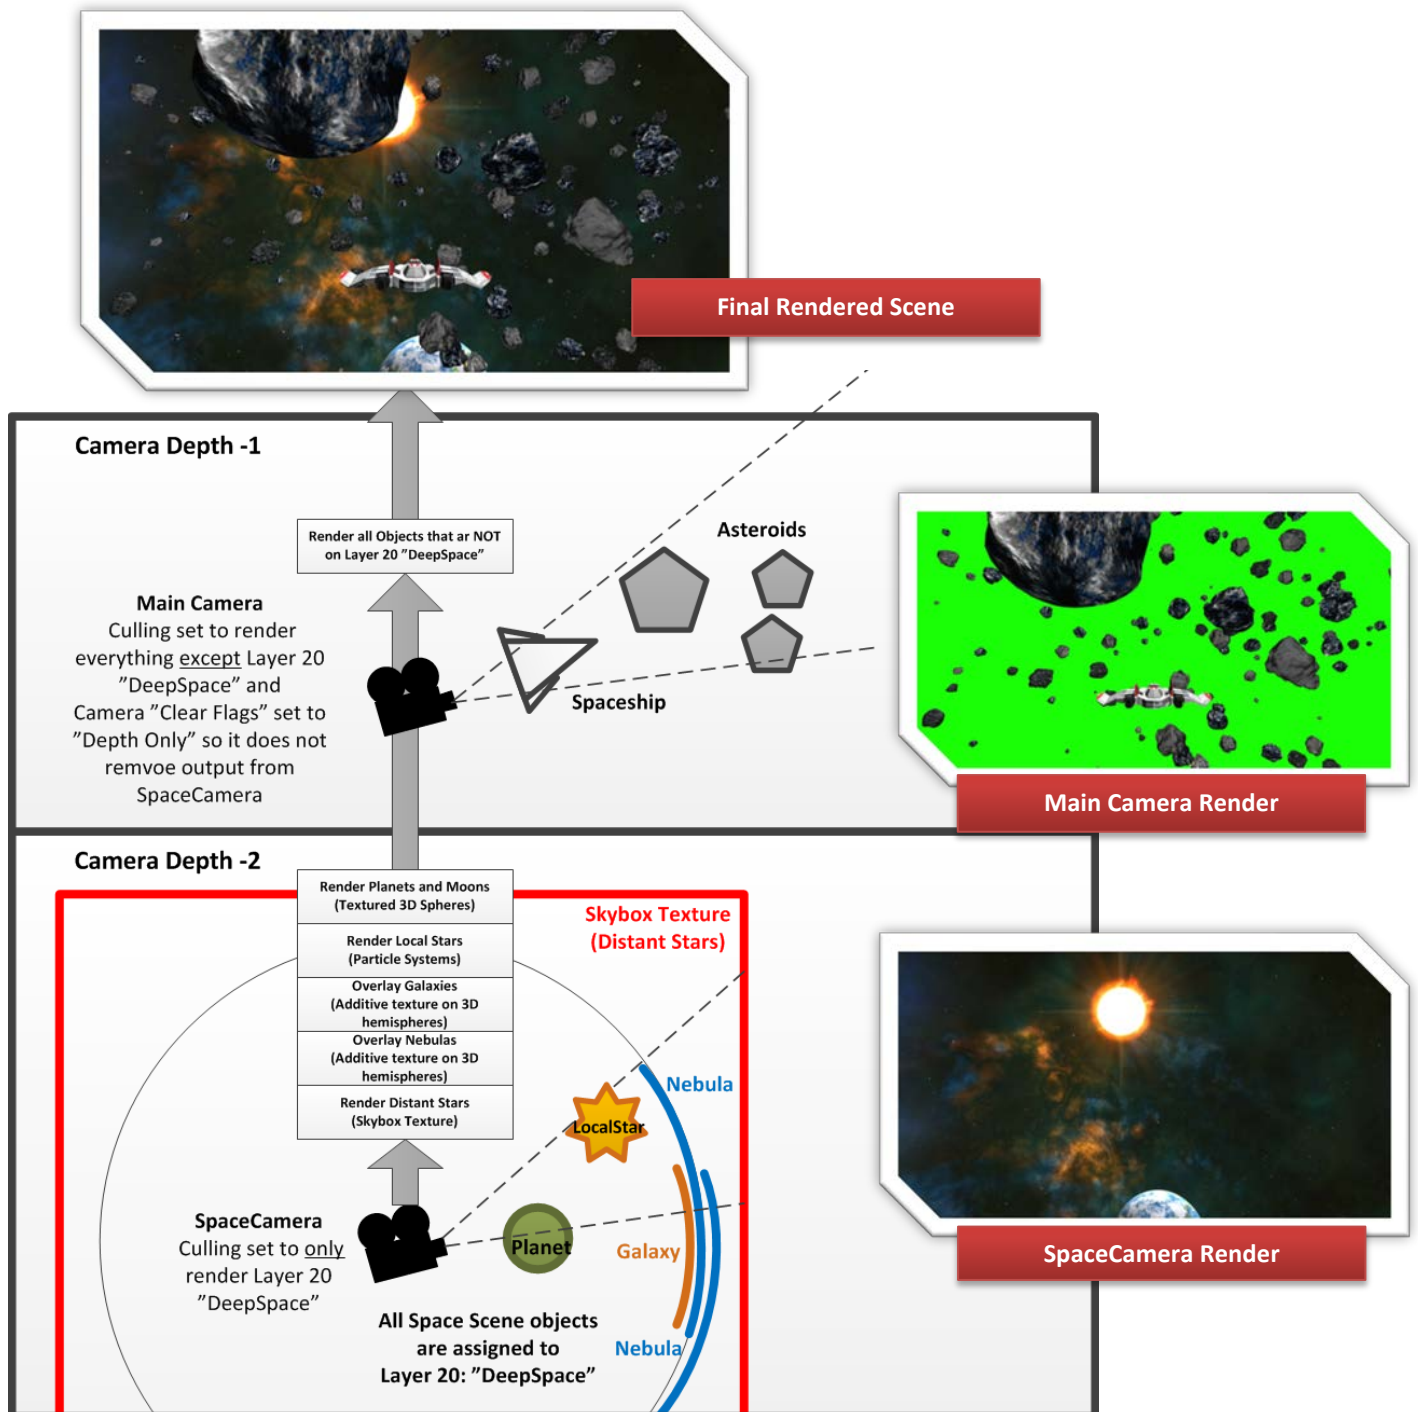 Final Rendered Scene
Camera Depth -1
Render all Objects that ar NOT
on Layer 20 ”DeepSpace”
Asteroids
Main Camera
Culling set to render
everything except Layer 20
”DeepSpace” and
Camera ”Clear Flags” set to
”Depth Only” so it does not
remvoe output from
SpaceCamera
Spaceship
Main Camera Render
Camera Depth -2
Render Planets and Moons
(Textured 3D Spheres)
Render Local Stars
(Particle Systems)
Overlay Galaxies
(Additive texture on 3D
hemispheres)
Overlay Nebulas
(Additive texture on 3D
hemispheres)
Render Distant Stars
(Skybox Texture)
Skybox Texture
(Distant Stars)
Nebula
LocalStar
SpaceCamera
Culling set to only
render Layer 20
”DeepSpace”
Planet
Galaxy
Nebula
All Space Scene objects
are assigned to
Layer 20: ”DeepSpace”
SpaceCamera Render